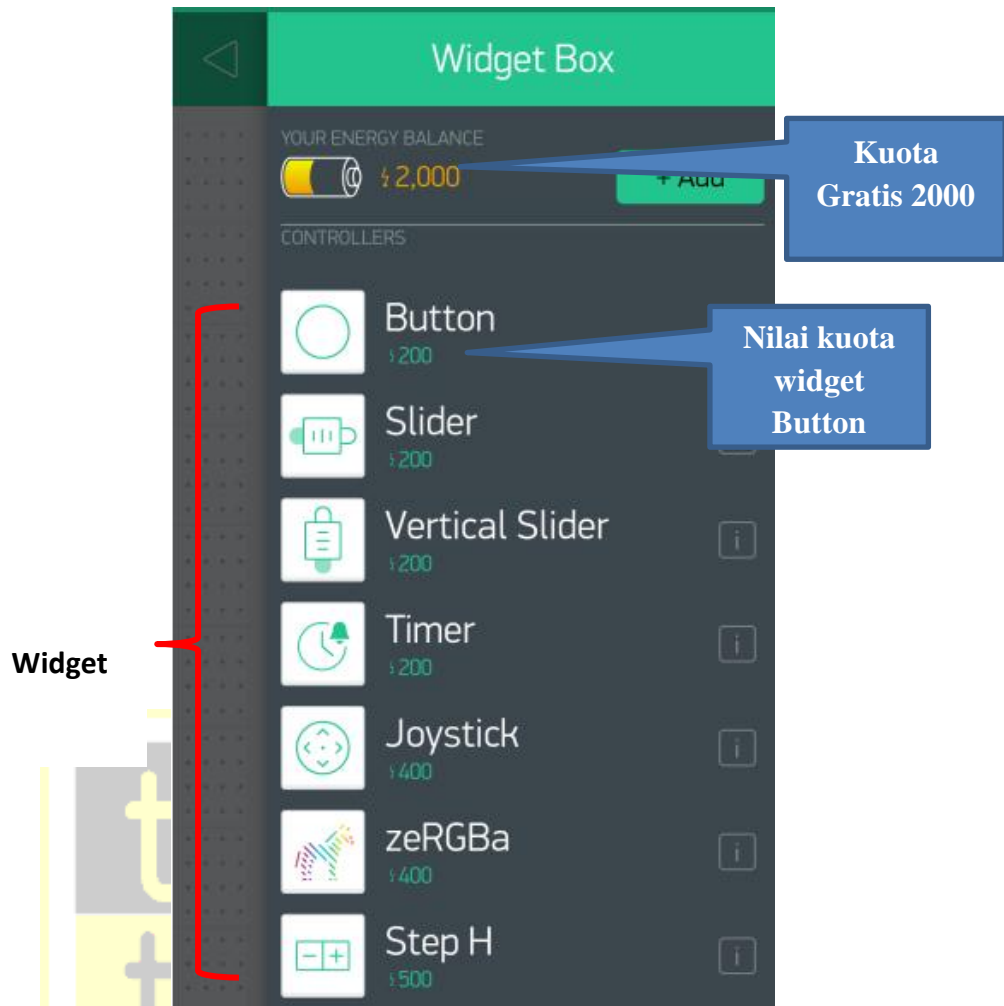 Widget Box
YOUR ENERGY BALANCE
2,000
+ Add
Kuota
Gratis 2000
CONTROLLERS
Button
200
Nilai kuota
widget
Button
Slider
200
Vertical Slider
200
Timer
200
Widget
Joystick
400
zeRGBa
400
Step H
500